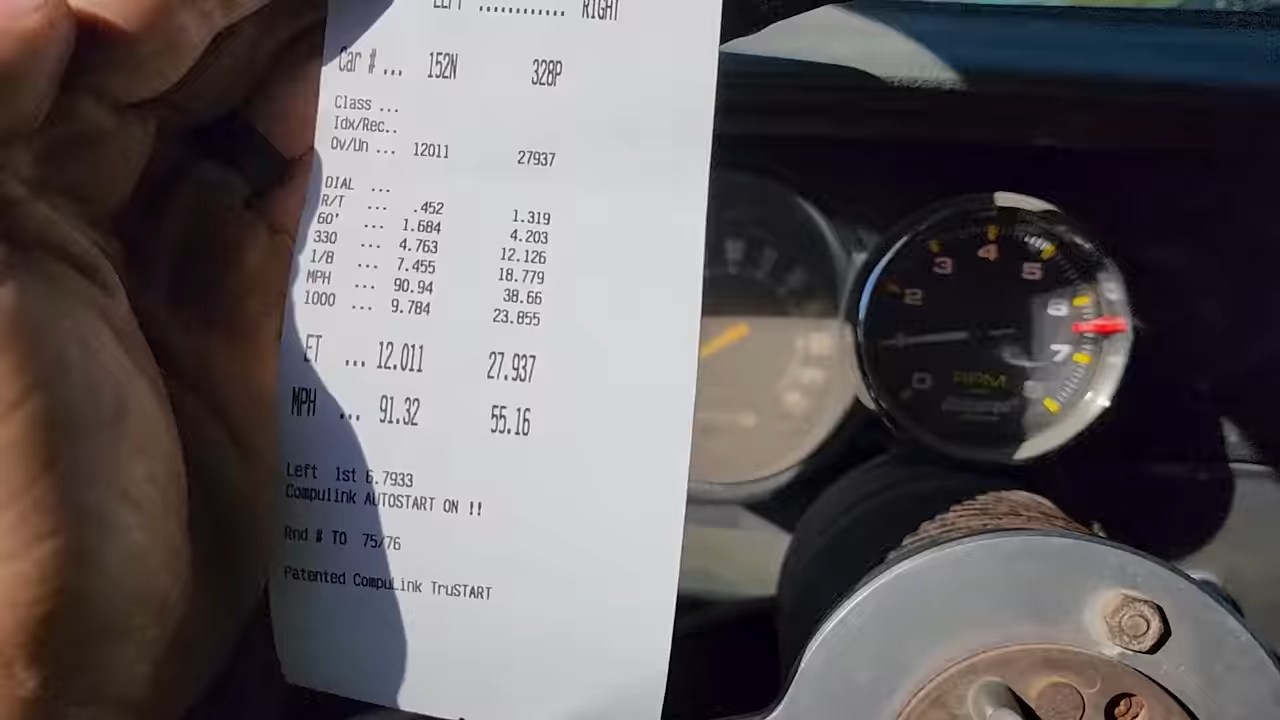 LEFT ............ RIGHT
Car # ... 152N 328P
Class ...
Idx/Rec..
Ov/Un ... 12011 27937
DIAL ...
R/T ... .452 1.319
60' ... 1.684 4.203
330 ... 4.763 12.126
1/8 ... 7.455 18.779
MPH ... 90.94 38.66
1000 ... 9.784 23.855
ET ... 12.011 27.937
MPH ... 91.32 55.16
Left 1st 6.7933
Compulink AUTOSTART ON !!
Rnd # TO 75/76
Patented CompuLink TruSTART
0 2 3 4 5 6 7 8
RPM